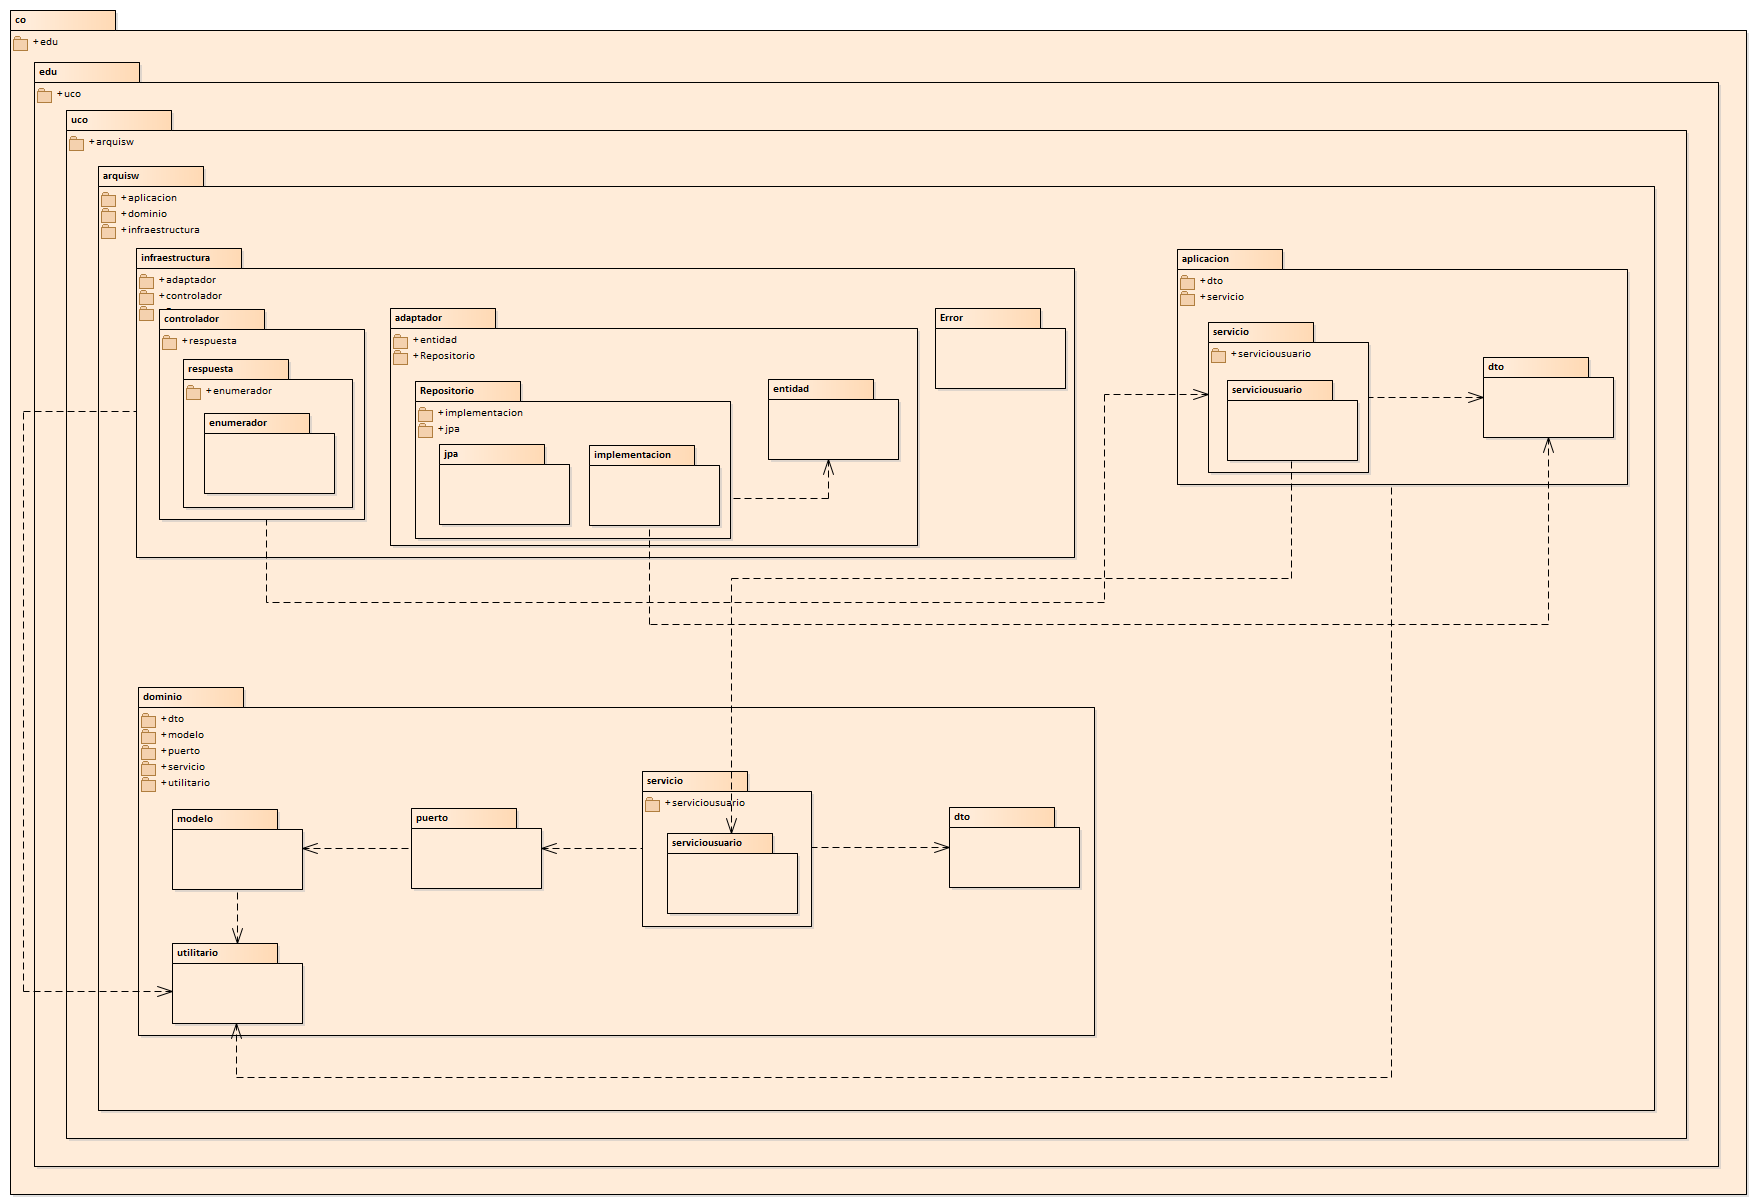 co
+ edu
edu
+ uco
uco
+ arquisw
arquisw
+ aplicacion
+ dominio
+ infraestructura
infraestructura
+ adaptador
+ controlador
controlador
+ respuesta
respuesta
+ enumerador
enumerador
adaptador
+ entidad
+ Repositorio
Repositorio
+ implementacion
+ jpa
jpa
implementacion
entidad
Error
aplicacion
+ dto
+ servicio
servicio
+ serviciousuario
serviciousuario
dto
dominio
+ dto
+ modelo
+ puerto
+ servicio
+ utilitario
modelo
puerto
servicio
+ serviciousuario
serviciousuario
dto
utilitario